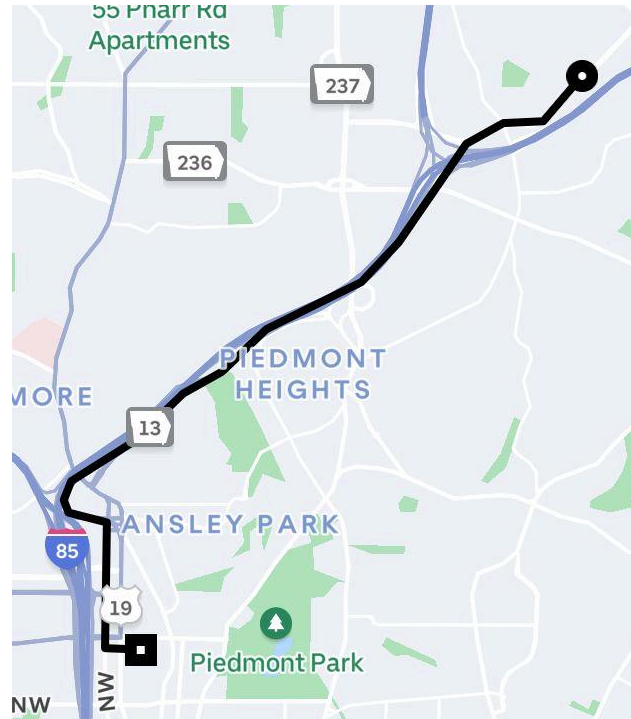 55 Pharr Rd
Apartments
237
236
PIEDMONT
HEIGHTS
MORE
13
ANSLEY PARK
85
19
Piedmont Park
NW
NW